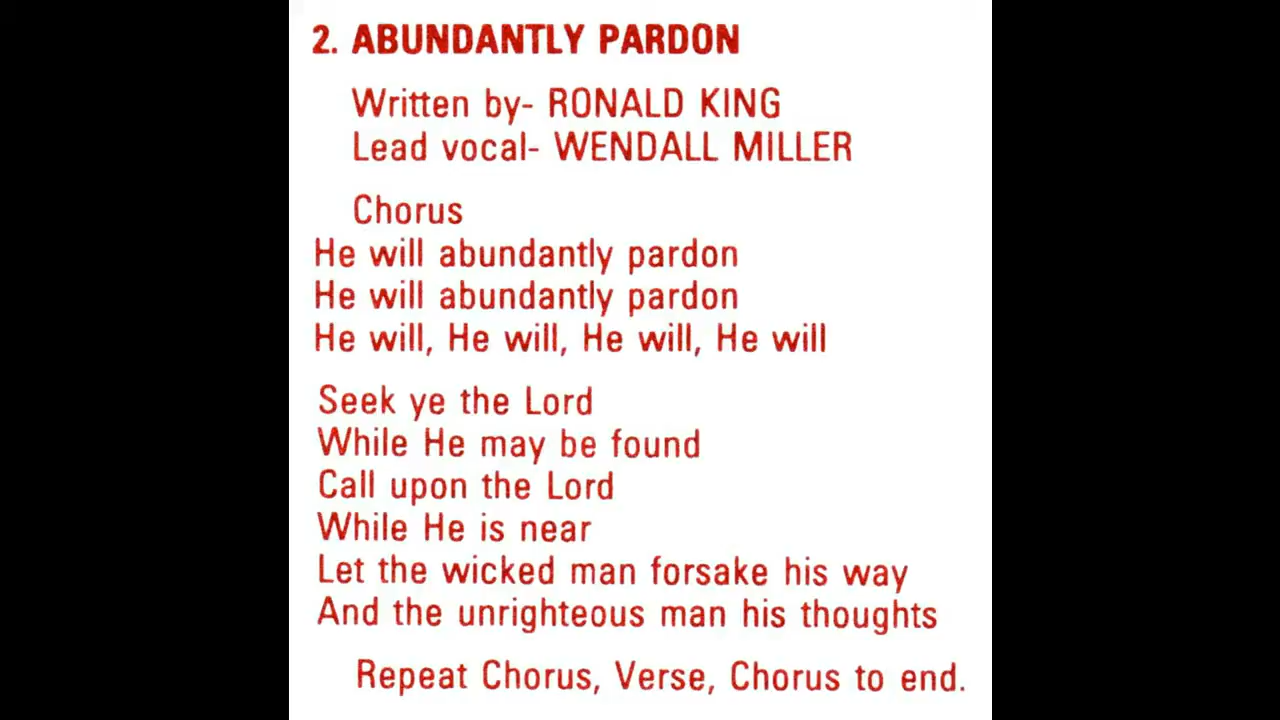 2. ABUNDANTLY PARDON
Written by- RONALD KING
Lead vocal- WENDALL MILLER
Chorus
He will abundantly pardon
He will abundantly pardon
He will, He will, He will, He will
Seek ye the Lord
While He may be found
Call upon the Lord
While He is near
Let the wicked man forsake his way
And the unrighteous man his thoughts
Repeat Chorus, Verse, Chorus to end.